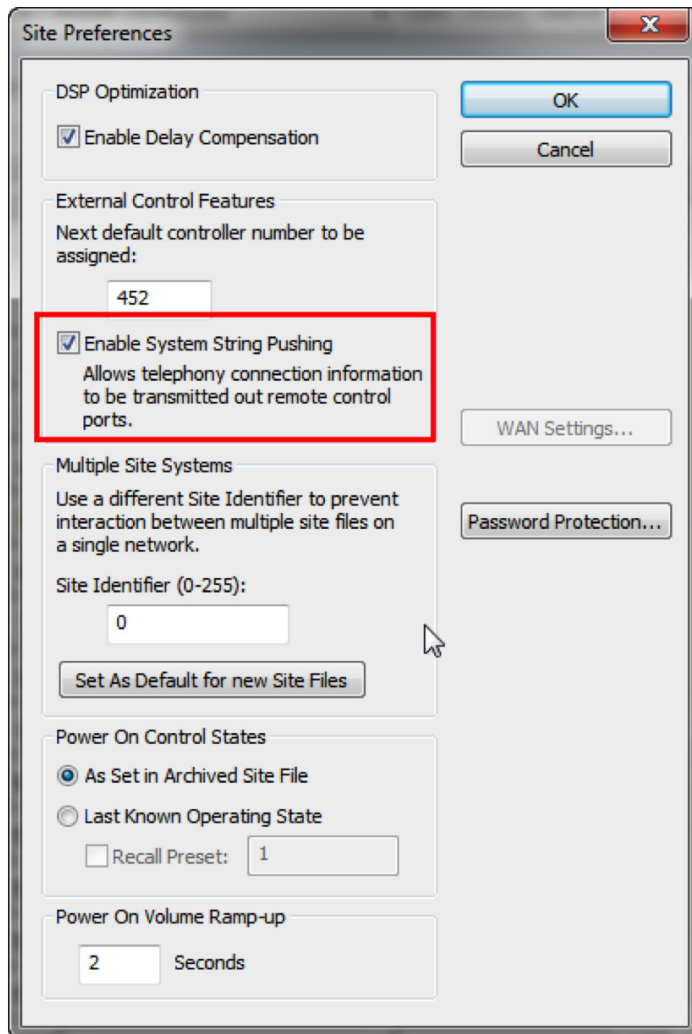 Site Preferences
DSP Optimization
Enable Delay Compensation
OK
Cancel
External Control Features
Next default controller number to be
assigned:
452
Enable System String Pushing
Allows telephony connection information
to be transmitted out remote control
ports.
WAN Settings...
Multiple Site Systems
Use a different Site Identifier to prevent
interaction between multiple site files on
a single network.
Password Protection...
Site Identifier (0-255):
0
Set As Default for new Site Files
Power On Control States
As Set in Archived Site File
Last Known Operating State
Recall Preset: 1
Power On Volume Ramp-up
2 Seconds